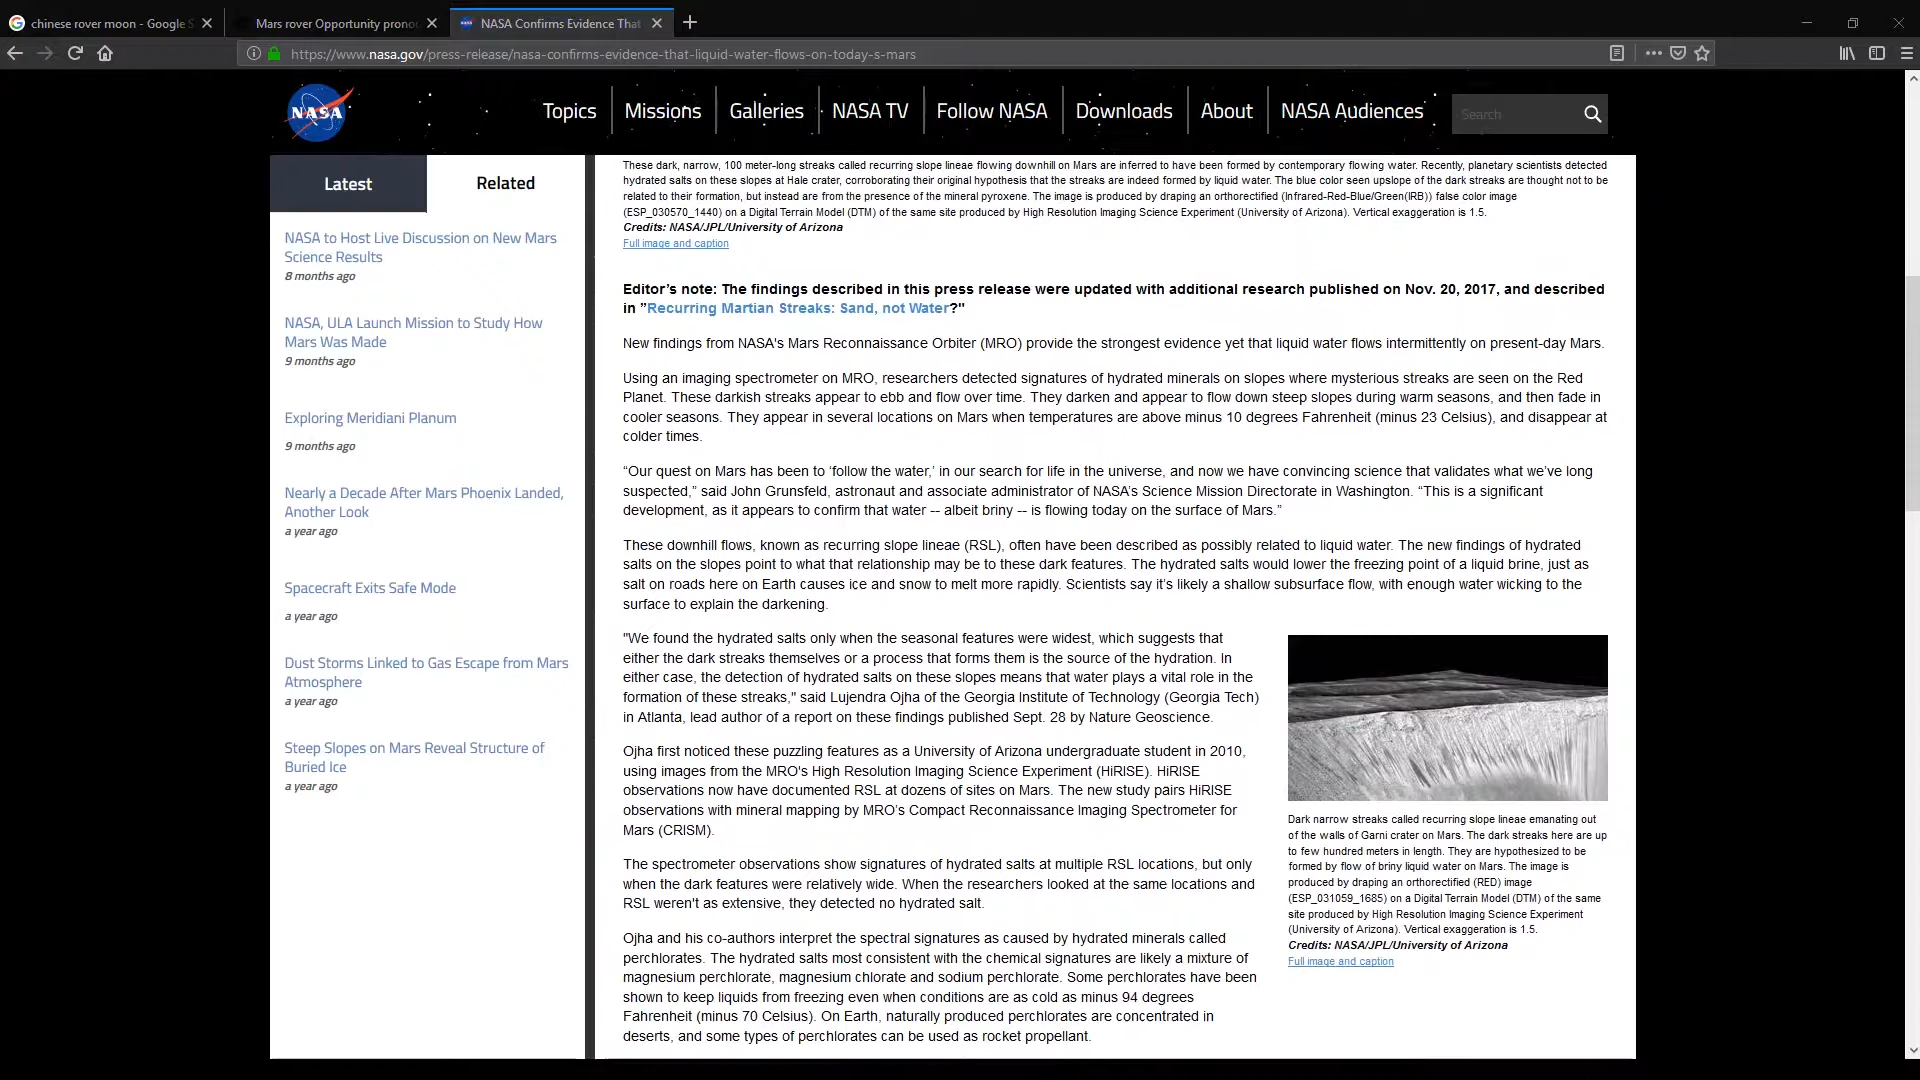 chinese rover moon - Google S
Mars rover Opportunity prono
NASA Confirms Evidence That
https://www.nasa.gov/press-release/nasa-confirms-evidence-that-liquid-water-flows-on-today-s-mars
NASA
Topics
Missions
Galleries
NASA TV
Follow NASA
Downloads
About
NASA Audiences
Search
Latest
Related
NASA to Host Live Discussion on New Mars
Science Results
8 months ago
NASA, ULA Launch Mission to Study How
Mars Was Made
9 months ago
Exploring Meridiani Planum
9 months ago
Nearly a Decade After Mars Phoenix Landed,
Another Look
a year ago
Spacecraft Exits Safe Mode
a year ago
Dust Storms Linked to Gas Escape from Mars
Atmosphere
a year ago
Steep Slopes on Mars Reveal Structure of
Buried Ice
a year ago
These dark, narrow, 100 meter-long streaks called recurring slope lineae flowing downhill on Mars are inferred to have been formed by contemporary flowing water. Recently, planetary scientists detected
hydrated salts on these slopes at Hale crater, corroborating their original hypothesis that the streaks are indeed formed by liquid water. The blue color seen upslope of the dark streaks are thought not to be
related to their formation, but instead are from the presence of the mineral pyroxene. The image is produced by draping an orthorectified (Infrared-Red-Blue/Green(IRB)) false color image
(ESP_030570_1440) on a Digital Terrain Model (DTM) of the same site produced by High Resolution Imaging Science Experiment (University of Arizona). Vertical exaggeration is 1.5.
Credits: NASA/JPL/University of Arizona
Full image and caption
Editor's note: The findings described in this press release were updated with additional research published on Nov. 20, 2017, and described
in "Recurring Martian Streaks: Sand, not Water?"
New findings from NASA's Mars Reconnaissance Orbiter (MRO) provide the strongest evidence yet that liquid water flows intermittently on present-day Mars.
Using an imaging spectrometer on MRO, researchers detected signatures of hydrated minerals on slopes where mysterious streaks are seen on the Red
Planet. These darkish streaks appear to ebb and flow over time. They darken and appear to flow down steep slopes during warm seasons, and then fade in
cooler seasons. They appear in several locations on Mars when temperatures are above minus 10 degrees Fahrenheit (minus 23 Celsius), and disappear at
colder times.
“Our quest on Mars has been to ‘follow the water,’ in our search for life in the universe, and now we have convincing science that validates what we’ve long
suspected,” said John Grunsfeld, astronaut and associate administrator of NASA’s Science Mission Directorate in Washington. “This is a significant
development, as it appears to confirm that water -- albeit briny -- is flowing today on the surface of Mars.”
These downhill flows, known as recurring slope lineae (RSL), often have been described as possibly related to liquid water. The new findings of hydrated
salts on the slopes point to what that relationship may be to these dark features. The hydrated salts would lower the freezing point of a liquid brine, just as
salt on roads here on Earth causes ice and snow to melt more rapidly. Scientists say it’s likely a shallow subsurface flow, with enough water wicking to the
surface to explain the darkening.
"We found the hydrated salts only when the seasonal features were widest, which suggests that
either the dark streaks themselves or a process that forms them is the source of the hydration. In
either case, the detection of hydrated salts on these slopes means that water plays a vital role in the
formation of these streaks," said Lujendra Ojha of the Georgia Institute of Technology (Georgia Tech)
in Atlanta, lead author of a report on these findings published Sept. 28 by Nature Geoscience.
Ojha first noticed these puzzling features as a University of Arizona undergraduate student in 2010,
using images from the MRO's High Resolution Imaging Science Experiment (HiRISE). HiRISE
observations now have documented RSL at dozens of sites on Mars. The new study pairs HiRISE
observations with mineral mapping by MRO’s Compact Reconnaissance Imaging Spectrometer for
Mars (CRISM).
The spectrometer observations show signatures of hydrated salts at multiple RSL locations, but only
when the dark features were relatively wide. When the researchers looked at the same locations and
RSL weren't as extensive, they detected no hydrated salt.
Ojha and his co-authors interpret the spectral signatures as caused by hydrated minerals called
perchlorates. The hydrated salts most consistent with the chemical signatures are likely a mixture of
magnesium perchlorate, magnesium chlorate and sodium perchlorate. Some perchlorates have been
shown to keep liquids from freezing even when conditions are as cold as minus 94 degrees
Fahrenheit (minus 70 Celsius). On Earth, naturally produced perchlorates are concentrated in
deserts, and some types of perchlorates can be used as rocket propellant.
Dark narrow streaks called recurring slope lineae emanating out
of the walls of Garni crater on Mars. The dark streaks here are up
to few hundred meters in length. They are hypothesized to be
formed by flow of briny liquid water on Mars. The image is
produced by draping an orthorectified (RED) image
(ESP_031059_1685) on a Digital Terrain Model (DTM) of the same
site produced by High Resolution Imaging Science Experiment
(University of Arizona). Vertical exaggeration is 1.5.
Credits: NASA/JPL/University of Arizona
Full image and caption